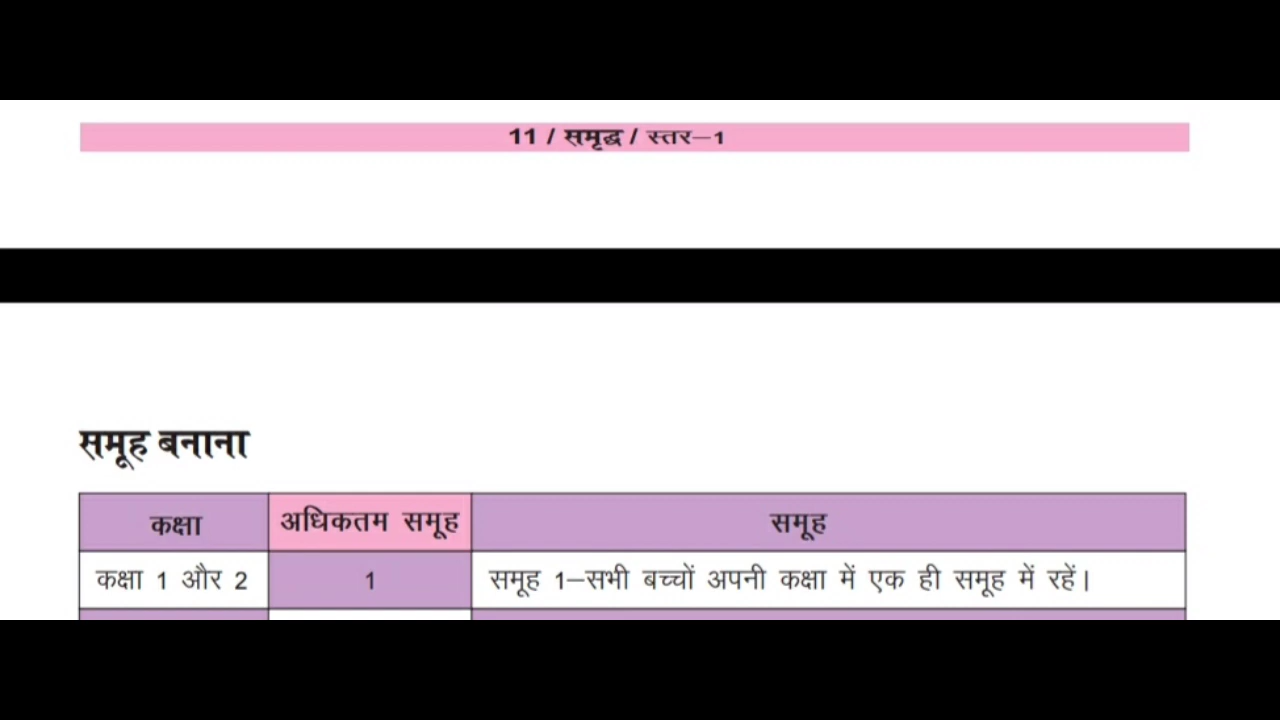 11 / समृद्ध / स्तर–1
समूह बनाना
कक्षा अधिकतम समूह समूह
कक्षा 1 और 2 1 समूह 1–सभी बच्चों अपनी कक्षा में एक ही समूह में रहें।